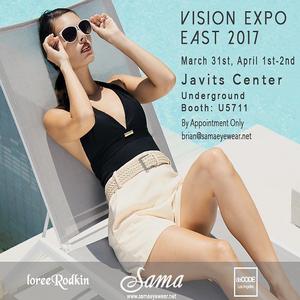 VISION EXPO
EAST 2017
March 31st, April 1st-2nd
Javits Center
Underground
Booth: U5711
By Appointment Only
brian@samaeyewear.net
loreeRodkin
Sama
www.samaeyewear.net
deCODE
Los Angeles